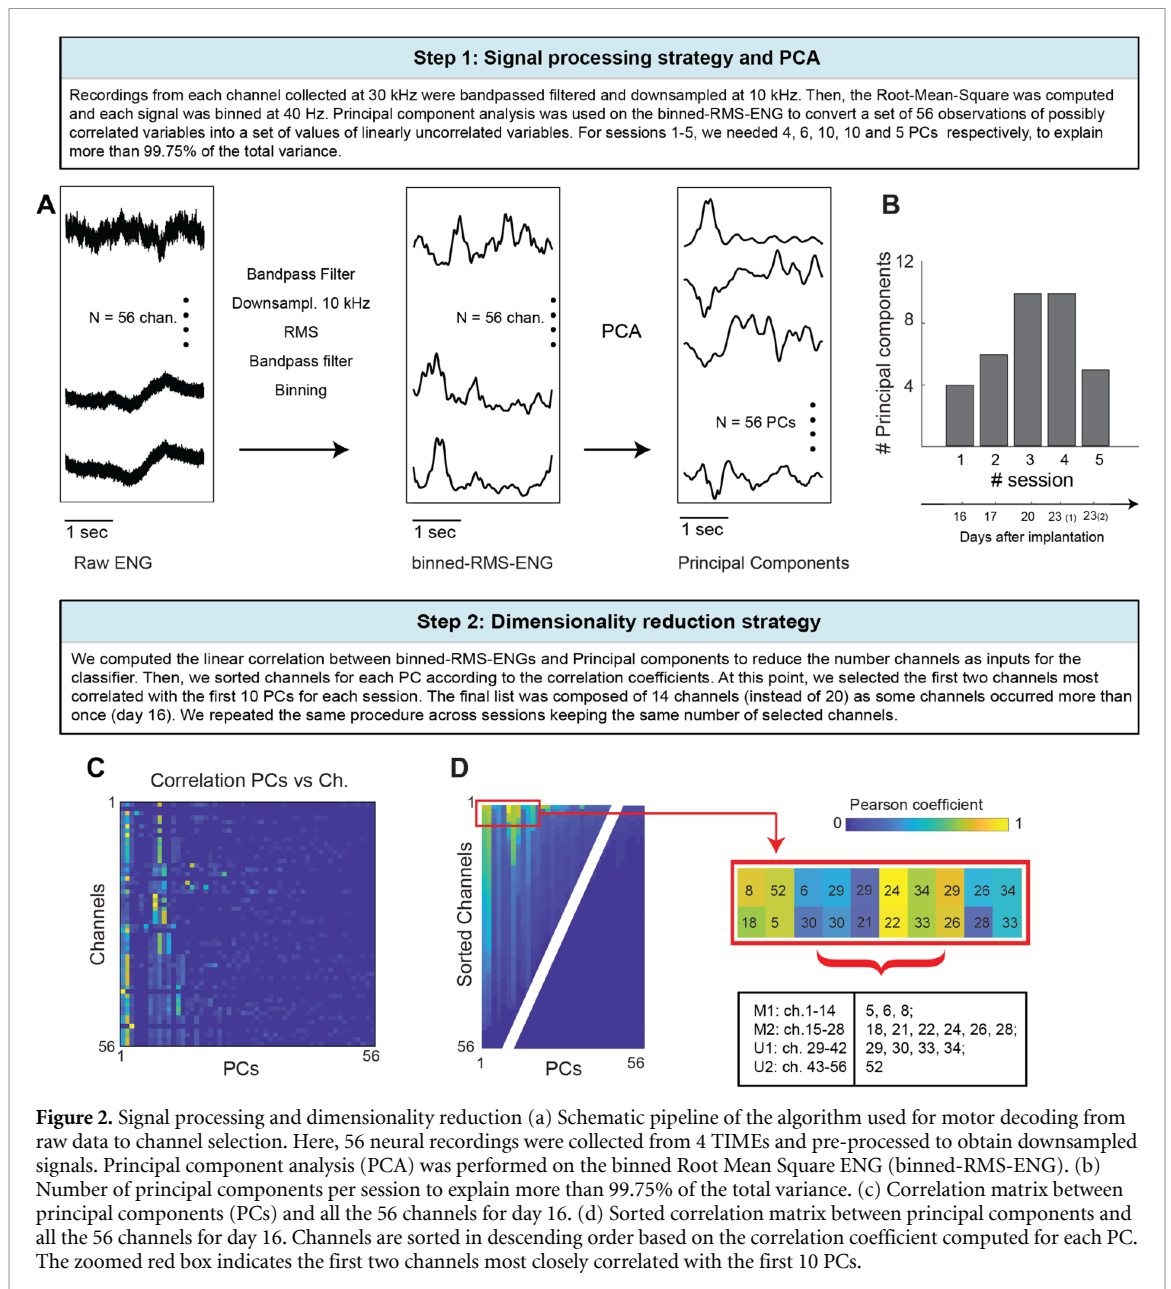 Step 1: Signal processing strategy and PCA
Recordings from each channel collected at 30 kHz were bandpassed filtered and downsampled at 10 kHz. Then, the Root-Mean-Square was computed
and each signal was binned at 40 Hz. Principal component analysis was used on the binned-RMS-ENG to convert a set of 56 observations of possibly
correlated variables into a set of values of linearly uncorrelated variables. For sessions 1-5, we needed 4, 6, 10, 10 and 5 PCs respectively, to explain
more than 99.75% of the total variance.
A
N = 56 chan.
1 sec
Raw ENG
Bandpass Filter
Downsampl. 10 kHz
RMS
Bandpass filter
Binning
N = 56 chan.
1 sec
binned-RMS-ENG
PCA
N = 56 PCs
1 sec
Principal Components
B
# Principal components
12
8
4
1 2 3 4 5
# session
16 17 20 23 (1) 23(2)
Days after implantation
Step 2: Dimensionality reduction strategy
We computed the linear correlation between binned-RMS-ENGs and Principal components to reduce the number channels as inputs for the
classifier. Then, we sorted channels for each PC according to the correlation coefficients. At this point, we selected the first two channels most
correlated with the first 10 PCs for each session. The final list was composed of 14 channels (instead of 20) as some channels occurred more than
once (day 16). We repeated the same procedure across sessions keeping the same number of selected channels.
C
Correlation PCs vs Ch.
1
Channels
56
1 56
PCs
D
1
Sorted Channels
56
1 56
PCs
Pearson coefficient
0 1
8 52 6 29 29 24 34 29 26 34
18 5 30 30 21 22 33 26 28 33
M1: ch.1-14 5, 6, 8;
M2: ch.15-28 18, 21, 22, 24, 26, 28;
U1: ch. 29-42 29, 30, 33, 34;
U2: ch. 43-56 52
Figure 2. Signal processing and dimensionality reduction (a) Schematic pipeline of the algorithm used for motor decoding from
raw data to channel selection. Here, 56 neural recordings were collected from 4 TIMEs and pre-processed to obtain downsampled
signals. Principal component analysis (PCA) was performed on the binned Root Mean Square ENG (binned-RMS-ENG). (b)
Number of principal components per session to explain more than 99.75% of the total variance. (c) Correlation matrix between
principal components (PCs) and all the 56 channels for day 16. (d) Sorted correlation matrix between principal components and
all the 56 channels for day 16. Channels are sorted in descending order based on the correlation coefficient computed for each PC.
The zoomed red box indicates the first two channels most closely correlated with the first 10 PCs.